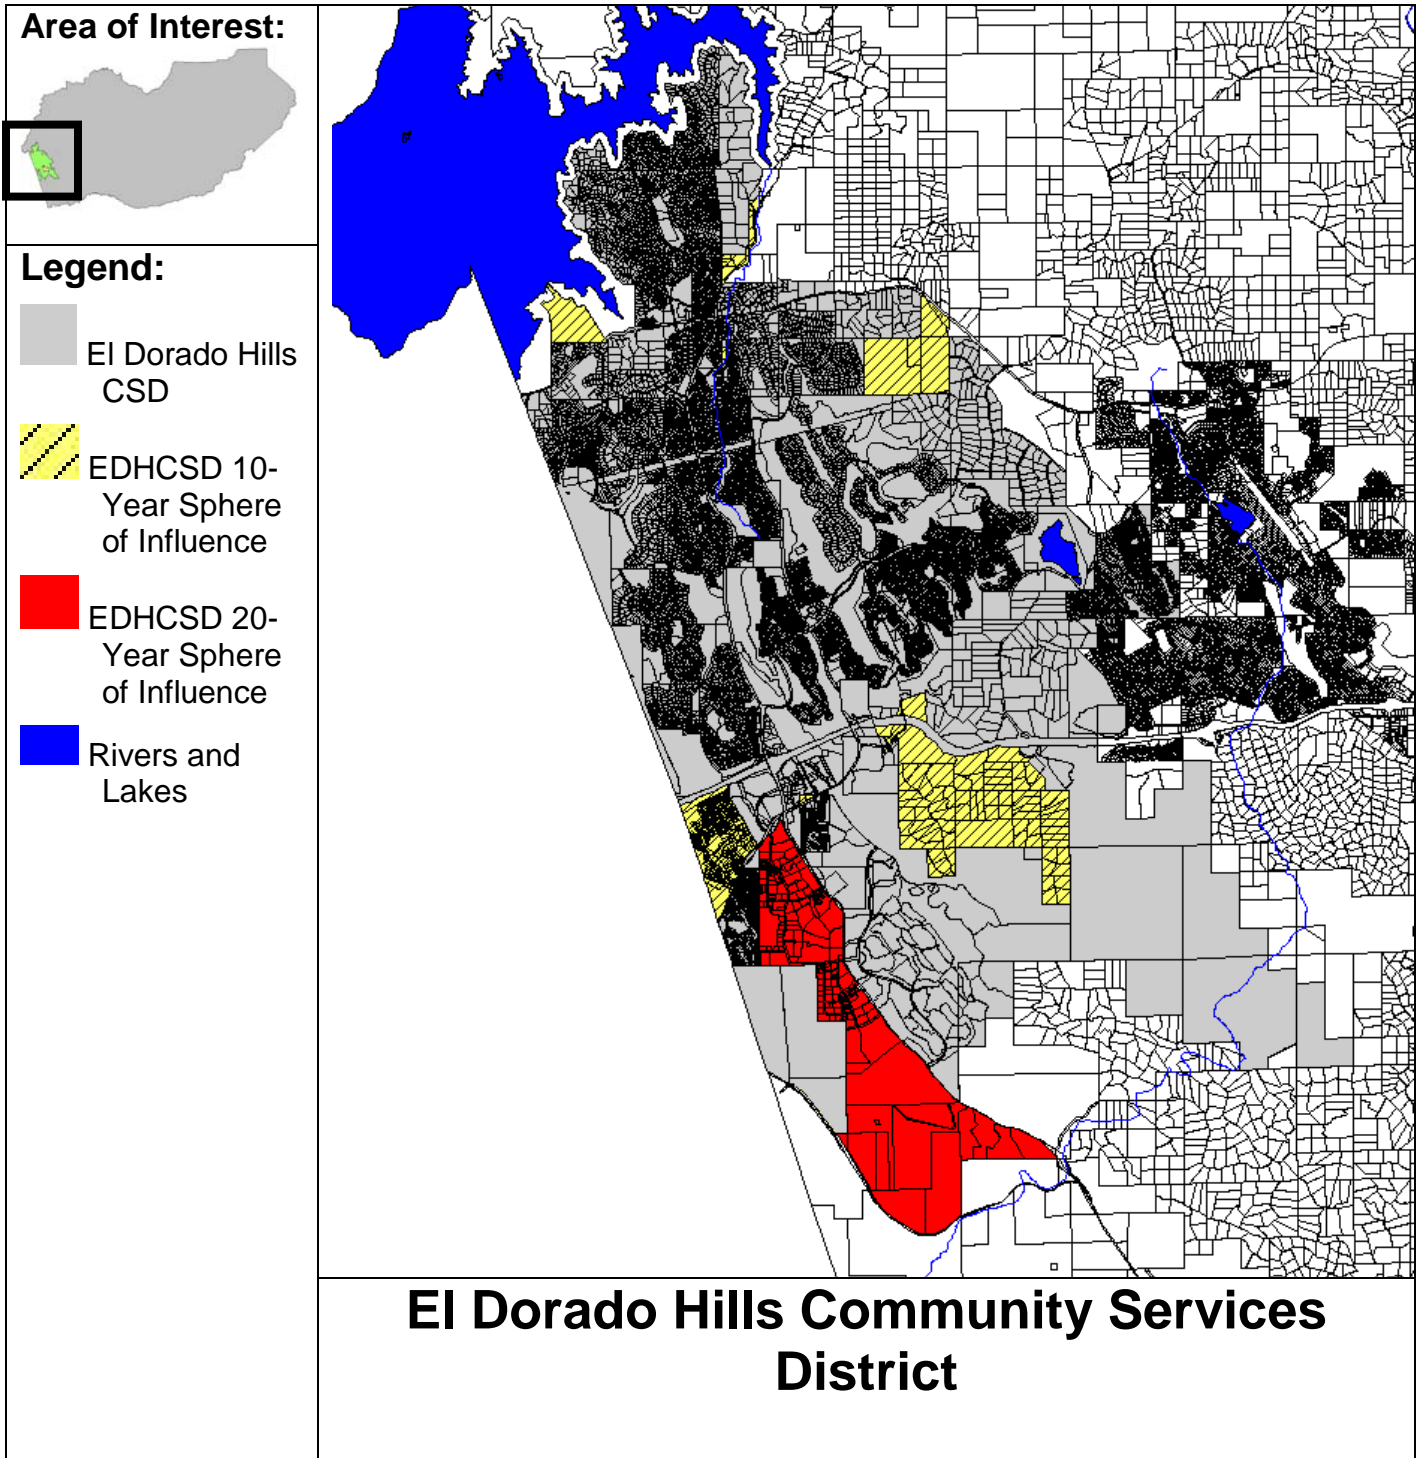 Area of Interest:
Legend:
El Dorado Hills
CSD
EDHCSD 10-
Year Sphere
of Influence
EDHCSD 20-
Year Sphere
of Influence
Rivers and
Lakes
El Dorado Hills Community Services
District